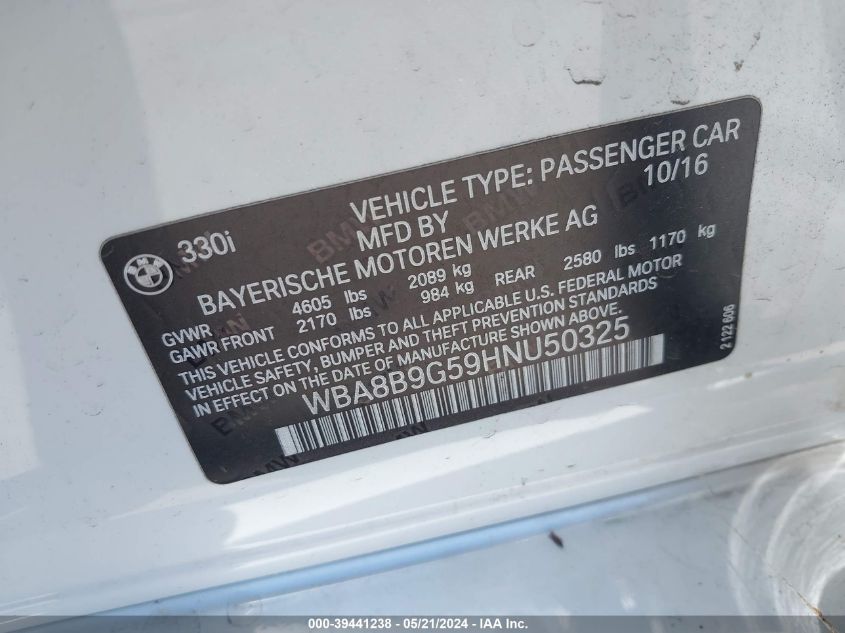 VEHICLE TYPE: PASSENGER CAR
330i MFD BY 10/16
BAYERISCHE MOTOREN WERKE AG
GVWR 4605 lbs 2089 kg
GAWR FRONT 2170 lbs 984 kg REAR 2580 lbs 1170 kg
THIS VEHICLE CONFORMS TO ALL APPLICABLE U.S. FEDERAL MOTOR
VEHICLE SAFETY, BUMPER AND THEFT PREVENTION STANDARDS
IN EFFECT ON THE DATE OF MANUFACTURE SHOWN ABOVE.
WBA8B9G59HNU50325
2 122 606
BMW
000-39441238 - 05/21/2024 - IAA Inc.